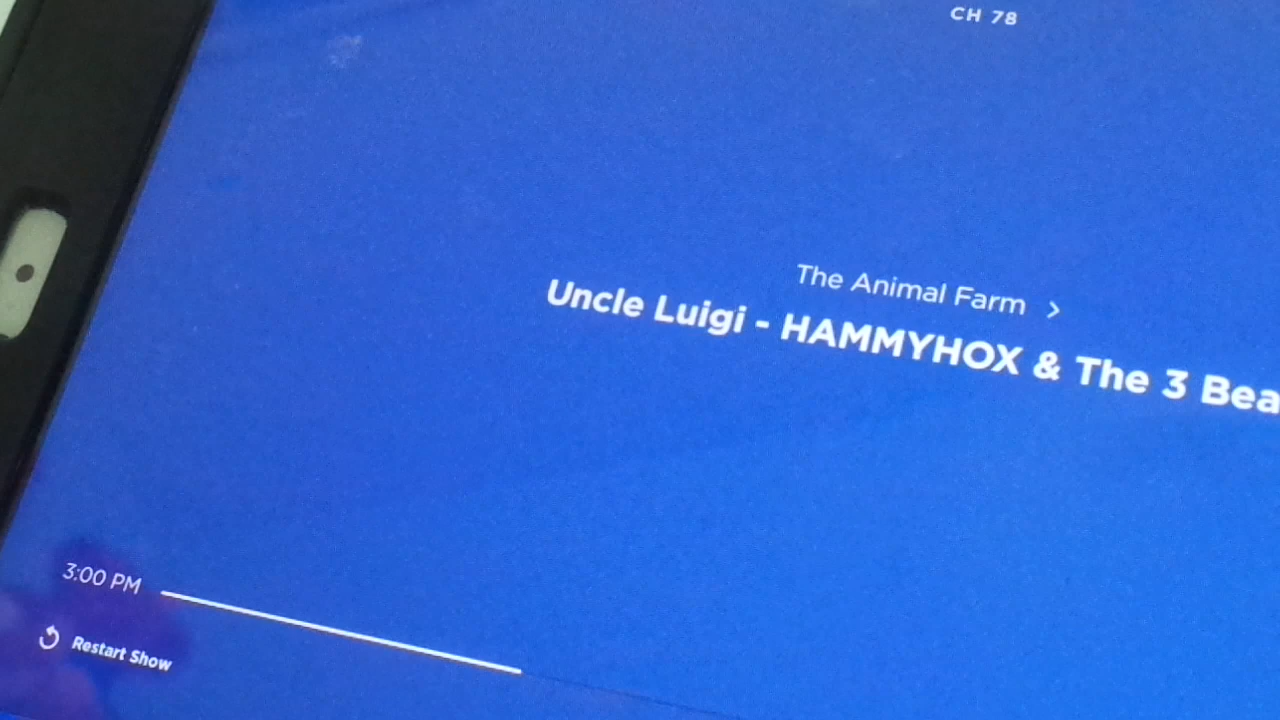 CH 78
The Animal Farm >
Uncle Luigi - HAMMYHOX & The 3 Bea
3:00 PM
Restart Show